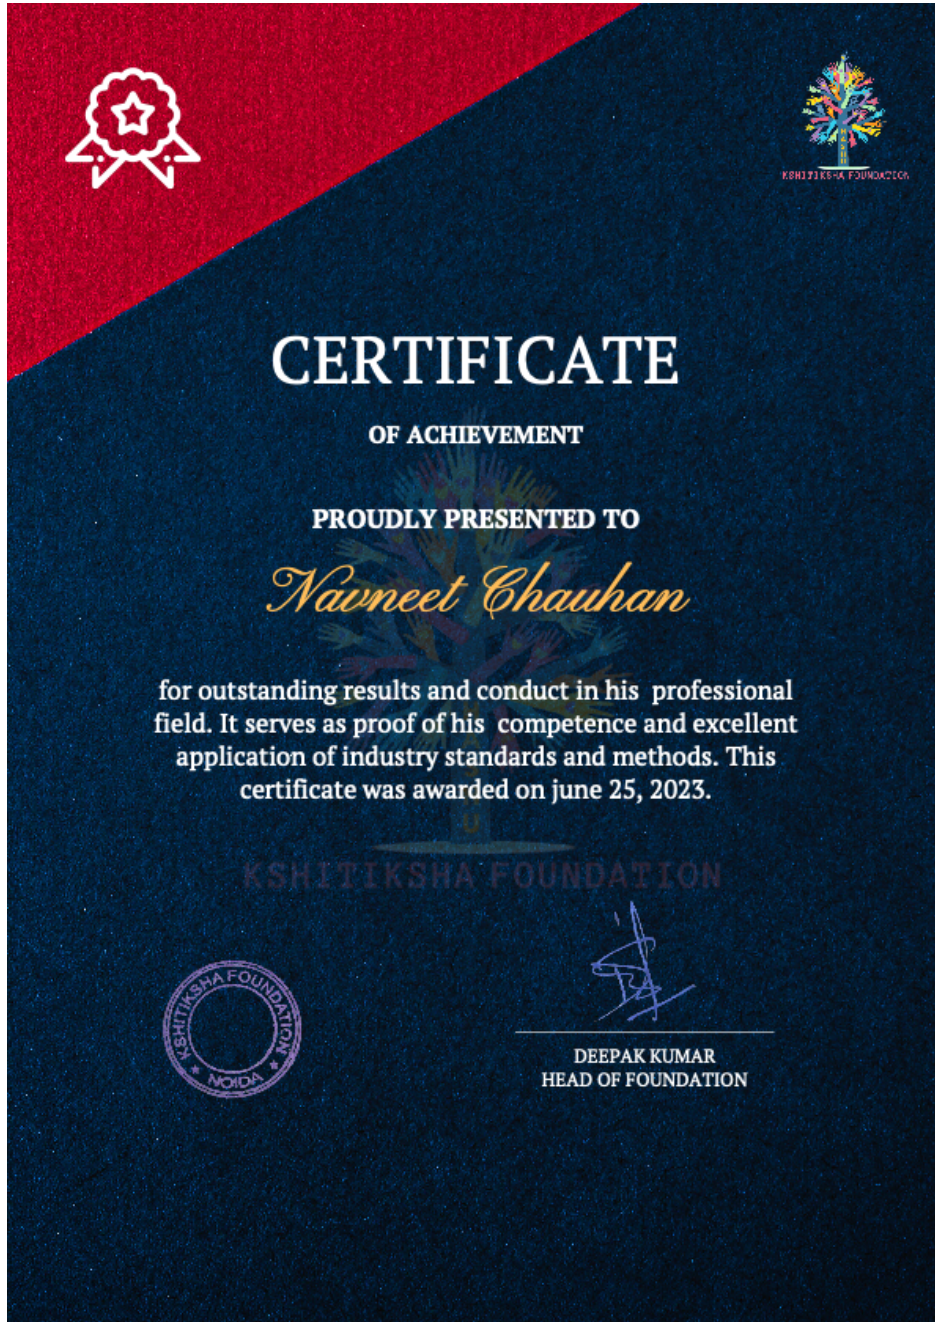 KSHITIKSHA FOUNDATION
CERTIFICATE
OF ACHIEVEMENT
PROUDLY PRESENTED TO
Navneet Chauhan
for outstanding results and conduct in his professional
field. It serves as proof of his competence and excellent
application of industry standards and methods. This
certificate was awarded on june 25, 2023.
KSHITIKSHA FOUNDATION
KSHITIKSHA FOUNDATION
NOIDA
DEEPAK KUMAR
HEAD OF FOUNDATION